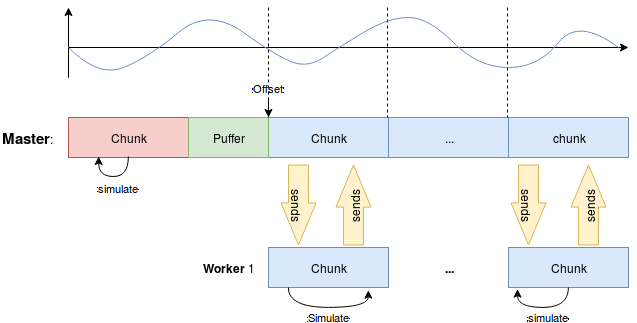 :Offset:
Master: Chunk Puffer Chunk ... chunk
:simulate:
sends sends sends sends
Worker 1 Chunk ... Chunk
:Simulate: :simulate: